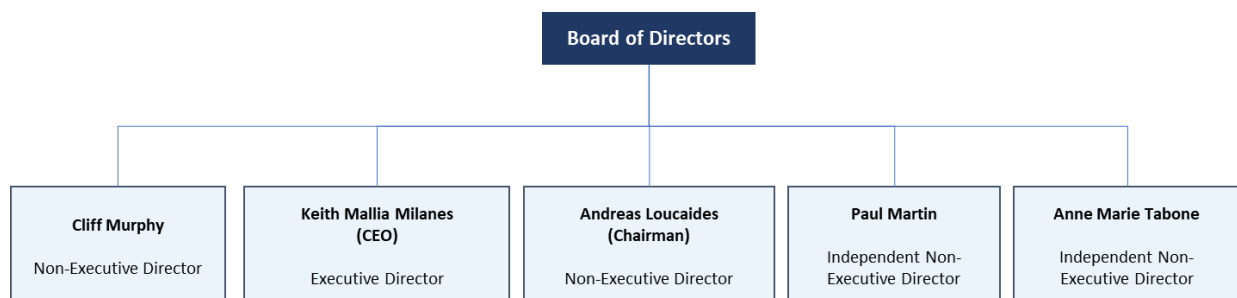 Board of Directors
Cliff Murphy
Non-Executive Director
Keith Mallia Milanes
(CEO)
Executive Director
Andreas Loucaides
(Chairman)
Non-Executive Director
Paul Martin
Independent Non-
Executive Director
Anne Marie Tabone
Independent Non-
Executive Director